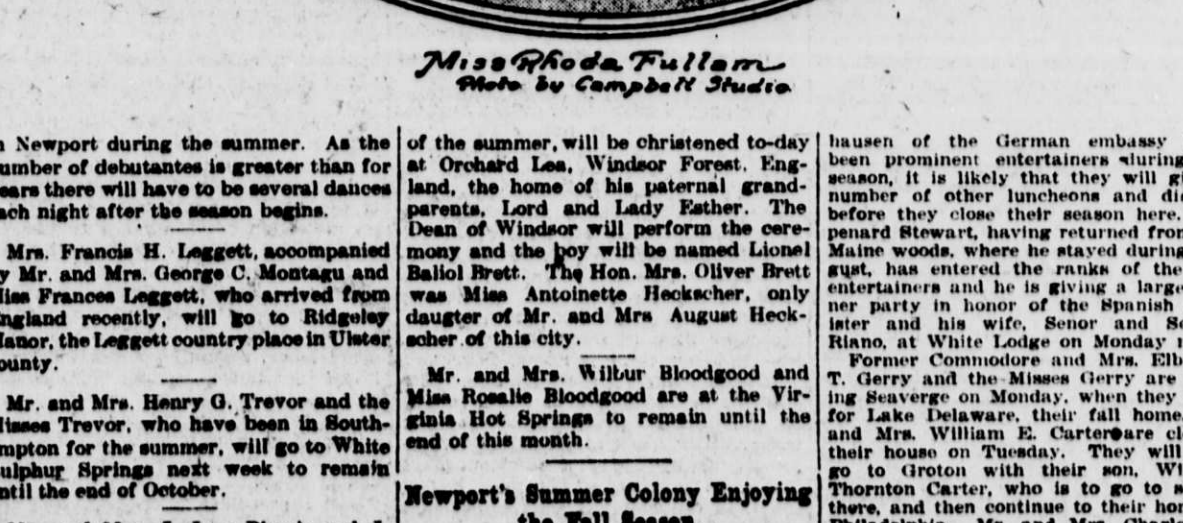 Miss Rhoda Fullam
Photo by Campbell Studio
Newport during the summer. As the
umber of debutantes is greater than for
ears there will have to be several dances
ach night after the season begins.
Mrs. Francis H. Leggett, accompanied
y Mr. and Mrs. George C. Montagu and
liss Frances Leggett, who arrived from
ngland recently, will go to Ridgeley
lanor, the Leggett country place in Ulster
ounty.
Mr. and Mrs. Henry G. Trevor and the
lisses Trevor, who have been in South-
mpton for the summer, will go to White
ulphur Springs next week to remain
ntil the end of October.
of the summer, will be christened to-day
at Orchard Lea, Windsor Forest, Eng-
land, the home of his paternal grand-
parents, Lord and Lady Esther. The
Dean of Windsor will perform the cere-
mony and the boy will be named Lionel
Baliol Brett. The Hon. Mrs. Oliver Brett
was Miss Antoinette Heckscher, only
daugter of Mr. and Mrs August Heck-
scher of this city.
Mr. and Mrs. Wilbur Bloodgood and
Miss Rosalie Bloodgood are at the Vir-
ginia Hot Springs to remain until the
end of this month.
Newport's Summer Colony Enjoying
the Fall Season
hausen of the German embassy
been prominent entertainers during
season, it is likely that they will gi
number of other luncheons and di
before they close their season here.
penard Stewart, having returned fron
Maine woods, where he stayed during
gust, has entered the ranks of the
entertainers and he is giving a large
ner party in honor of the Spanish
ister and his wife, Senor and Se
Riano, at White Lodge on Monday n
Former Commodore and Mrs. Elb
T. Gerry and the Misses Gerry are
ing Seaverge on Monday, when they
for Lake Delaware, their fall home.
and Mrs. William E. Carter are cl
their house on Tuesday. They will
go to Groton with their son, Wi
Thornton Carter, who is to go to s
there, and then continue to their hon